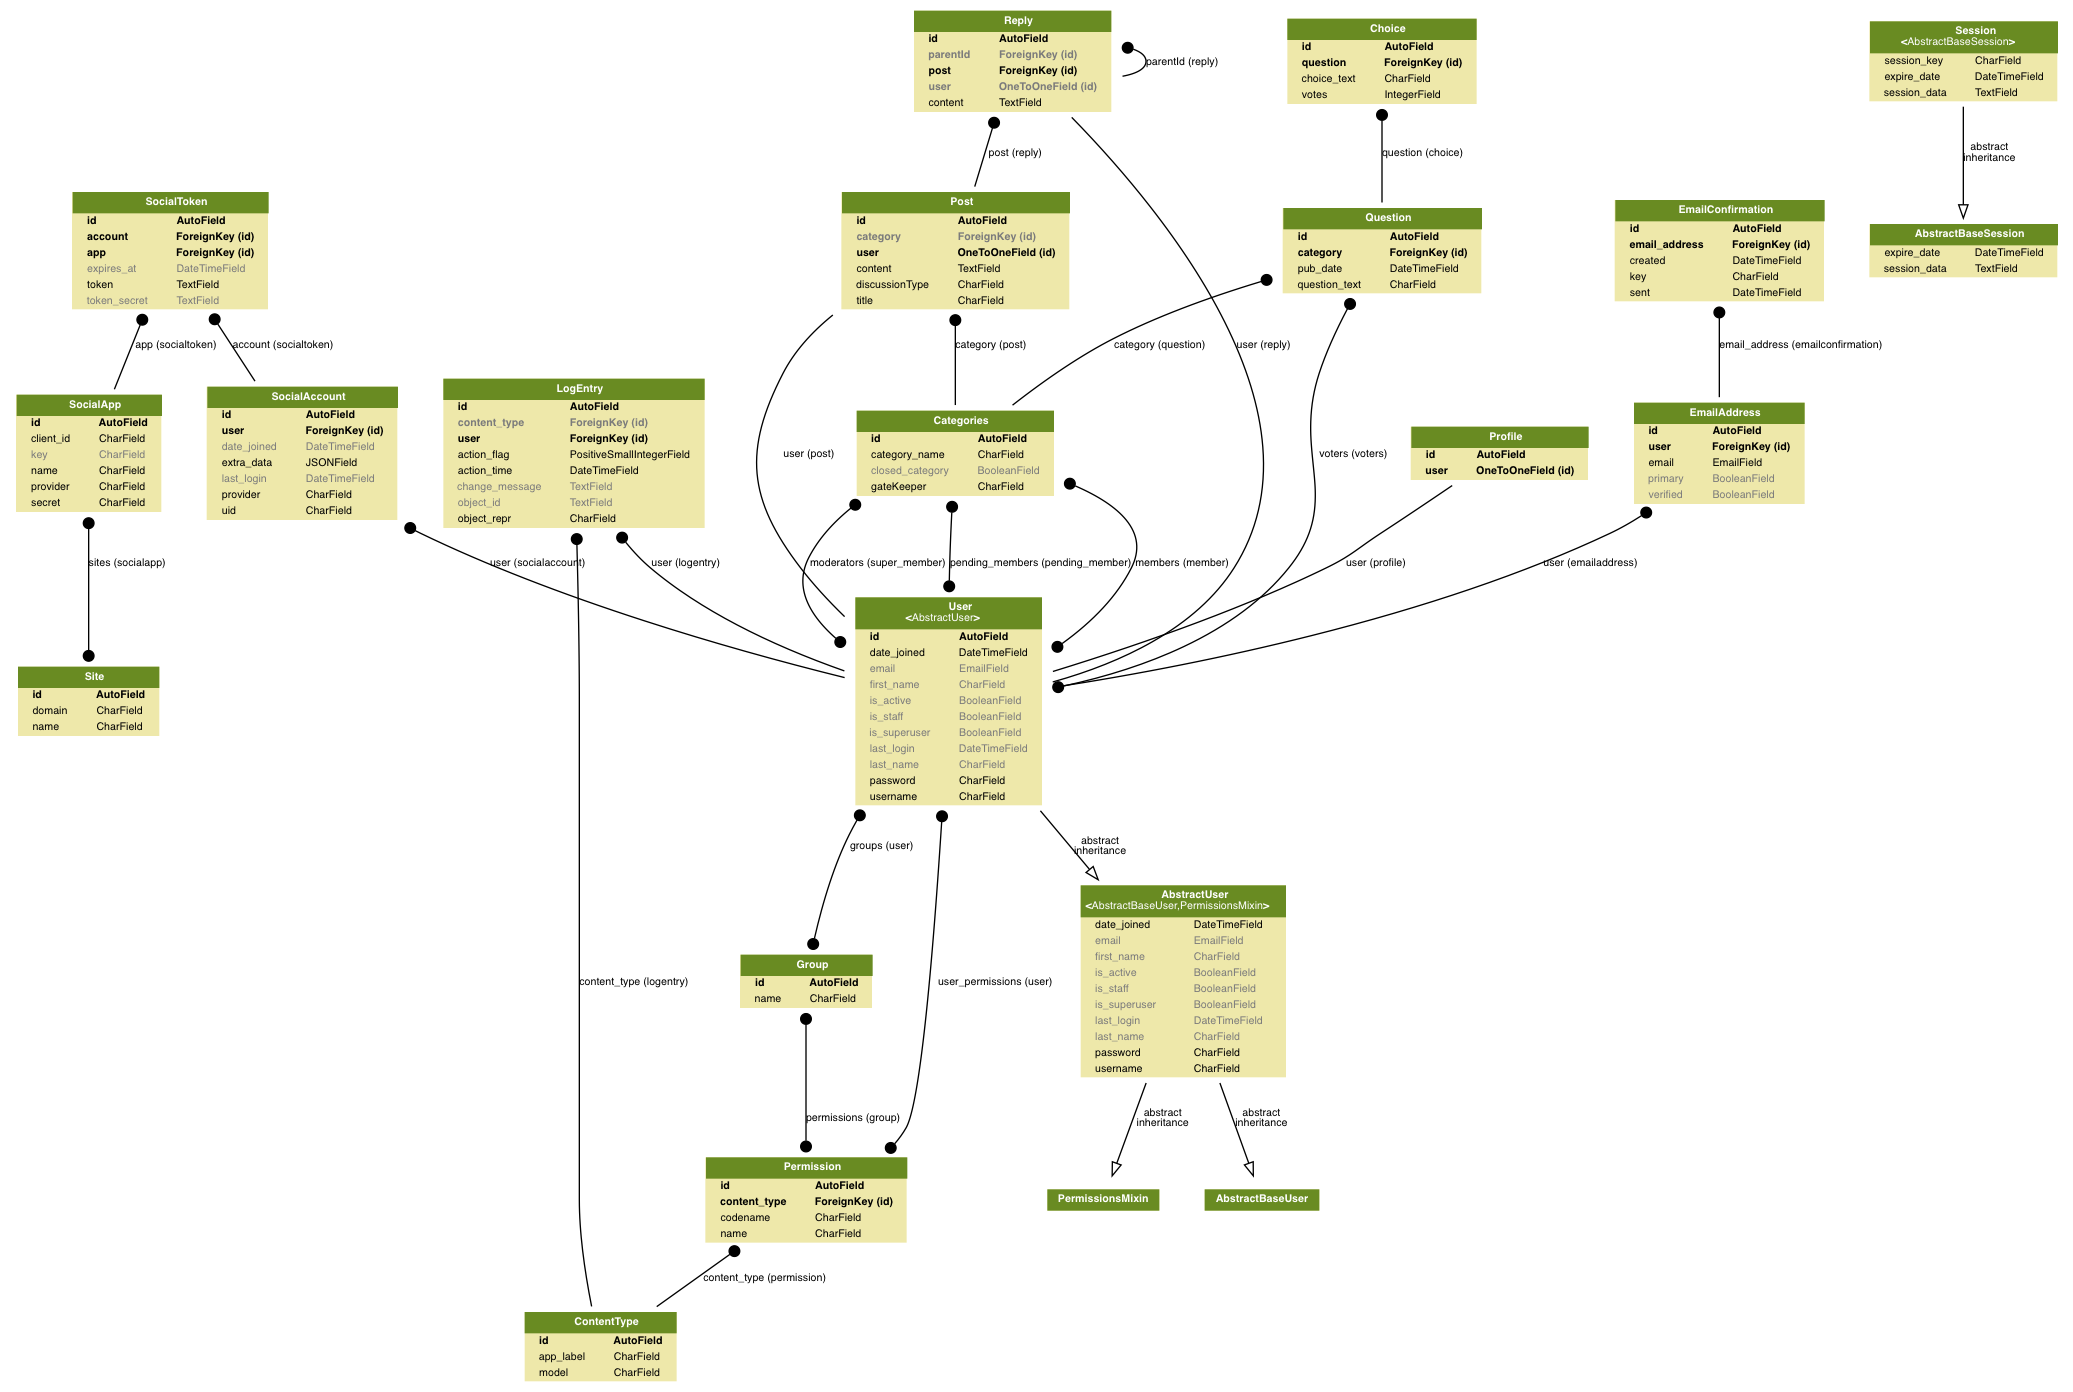 Reply
id AutoField
parentId ForeignKey (id)
post ForeignKey (id)
user OneToOneField (id)
content TextField
parentId (reply)
Choice
id AutoField
question ForeignKey (id)
choice_text CharField
votes IntegerField
Session
<AbstractBaseSession>
session_key CharField
expire_date DateTimeField
session_data TextField
post (reply)
question (choice)
abstract
inheritance
SocialToken
id AutoField
account ForeignKey (id)
app ForeignKey (id)
expires_at DateTimeField
token TextField
token_secret TextField
Post
id AutoField
category ForeignKey (id)
user OneToOneField (id)
content TextField
discussionType CharField
title CharField
Question
id AutoField
category ForeignKey (id)
pub_date DateTimeField
question_text CharField
EmailConfirmation
id AutoField
email_address ForeignKey (id)
created DateTimeField
key CharField
sent DateTimeField
AbstractBaseSession
expire_date DateTimeField
session_data TextField
app (socialtoken)
account (socialtoken)
category (post)
category (question)
user (reply)
email_address (emailconfirmation)
SocialApp
id AutoField
client_id CharField
key CharField
name CharField
provider CharField
secret CharField
SocialAccount
id AutoField
user ForeignKey (id)
date_joined DateTimeField
extra_data JSONField
last_login DateTimeField
provider CharField
uid CharField
LogEntry
id AutoField
content_type ForeignKey (id)
user ForeignKey (id)
action_flag PositiveSmallIntegerField
action_time DateTimeField
change_message TextField
object_id TextField
object_repr CharField
user (post)
Categories
id AutoField
category_name CharField
closed_category BooleanField
gateKeeper CharField
voters (voters)
Profile
id AutoField
user OneToOneField (id)
EmailAddress
id AutoField
user ForeignKey (id)
email EmailField
primary BooleanField
verified BooleanField
sites (socialapp)
user (socialaccount)
user (logentry)
moderators (super_member)
pending_members (pending_member)
members (member)
user (profile)
user (emailaddress)
Site
id AutoField
domain CharField
name CharField
User
<AbstractUser>
id AutoField
date_joined DateTimeField
email EmailField
first_name CharField
is_active BooleanField
is_staff BooleanField
is_superuser BooleanField
last_login DateTimeField
last_name CharField
password CharField
username CharField
groups (user)
abstract
inheritance
AbstractUser
<AbstractBaseUser,PermissionsMixin>
date_joined DateTimeField
email EmailField
first_name CharField
is_active BooleanField
is_staff BooleanField
is_superuser BooleanField
last_login DateTimeField
last_name CharField
password CharField
username CharField
Group
id AutoField
name CharField
content_type (logentry)
user_permissions (user)
permissions (group)
abstract
inheritance
abstract
inheritance
Permission
id AutoField
content_type ForeignKey (id)
codename CharField
name CharField
PermissionsMixin
AbstractBaseUser
content_type (permission)
ContentType
id AutoField
app_label CharField
model CharField